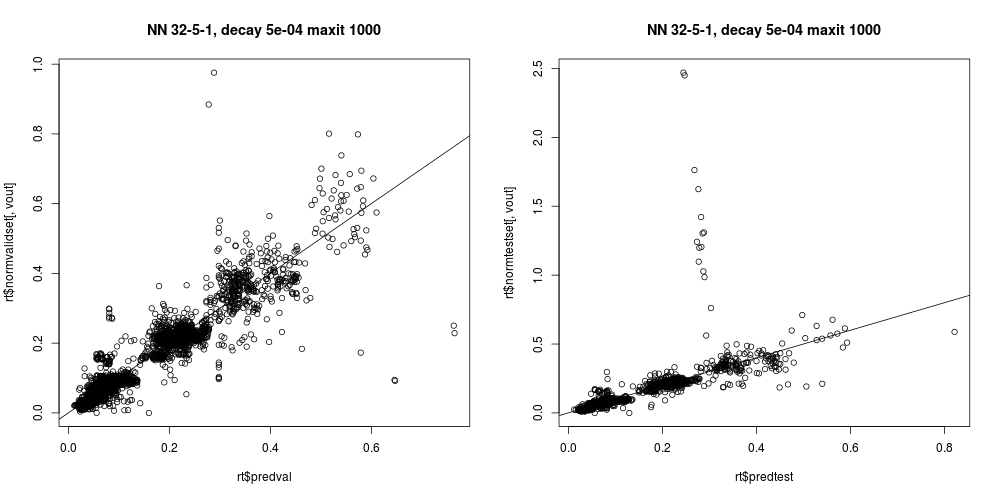 NN 32-5-1, decay 5e-04 maxit 1000
rt$normvalidset[, vout]
1.0
0.8
0.6
0.4
0.2
0.0
0.0 0.2 0.4 0.6
rt$predval
NN 32-5-1, decay 5e-04 maxit 1000
rt$normtestset[, vout]
2.5
2.0
1.5
1.0
0.5
0.0
0.0 0.2 0.4 0.6 0.8
rt$predtest